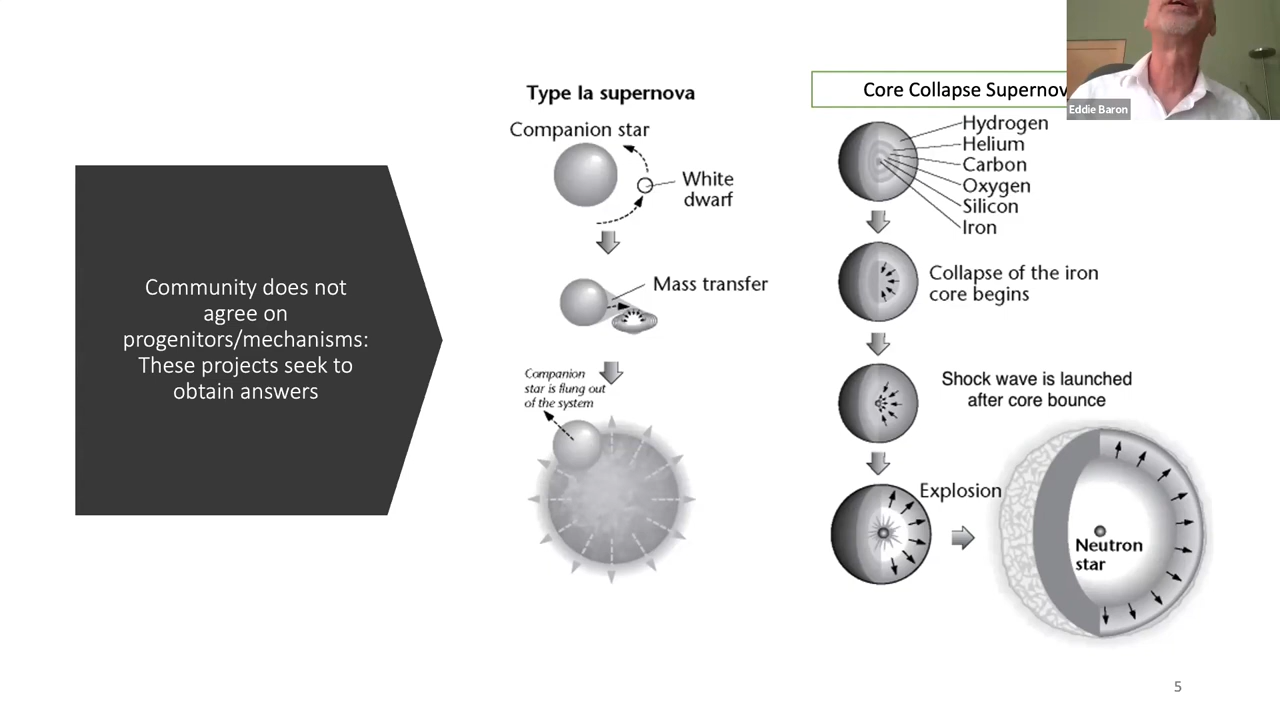 Community does not
agree on
progenitors/mechanisms:
These projects seek to
obtain answers
Type Ia supernova
Companion star
White
dwarf
Mass transfer
Companion
star is flung out
of the system
Core Collapse Supernov
Hydrogen
Helium
Carbon
Oxygen
Silicon
Iron
Collapse of the iron
core begins
Shock wave is launched
after core bounce
Explosion
Neutron
star
Eddie Baron
5